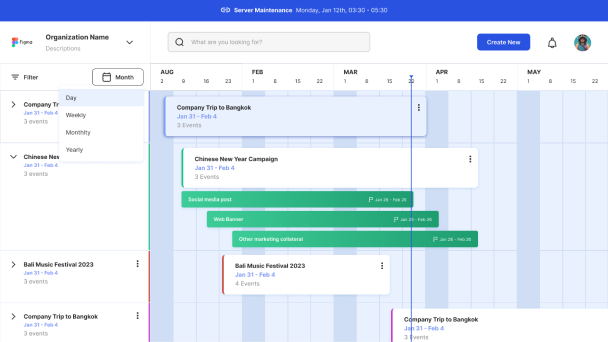 Server Maintenance Monday, Jan 12th, 03:30 - 05:30
Figma
Organization Name
Descriptions
What are you looking for?
Create New
Filter
Month
AUG FEB MAR APR MAY
2 9 16 23 1 8 15 22 1 8 15 22 1 8 15 22 1 8 15 22
Day
Weekly
Monthity
Yearly
Company Tr
Jan 31 - Feb 4
3 events
Company Trip to Bangkok
Jan 31 - Feb 4
3 Events
Chinese Nes
Jan 31 - Feb 4
3 events
Chinese New Year Campaign
Jan 31 - Feb 4
3 Events
Social media post Jan 26 - Feb 26
Web Banner Jan 26 - Feb 26
Other marketing collateral Jan 26 - Feb 26
Bali Music Festival 2023
Jan 31 - Feb 4
3 events
Bali Music Festival 2023
Jan 31 - Feb 4
4 Events
Company Trip to Bangkok
Jan 31 - Feb 4
3 events
Company Trip to Bangkok
Jan 31 - Feb 4
3 Events